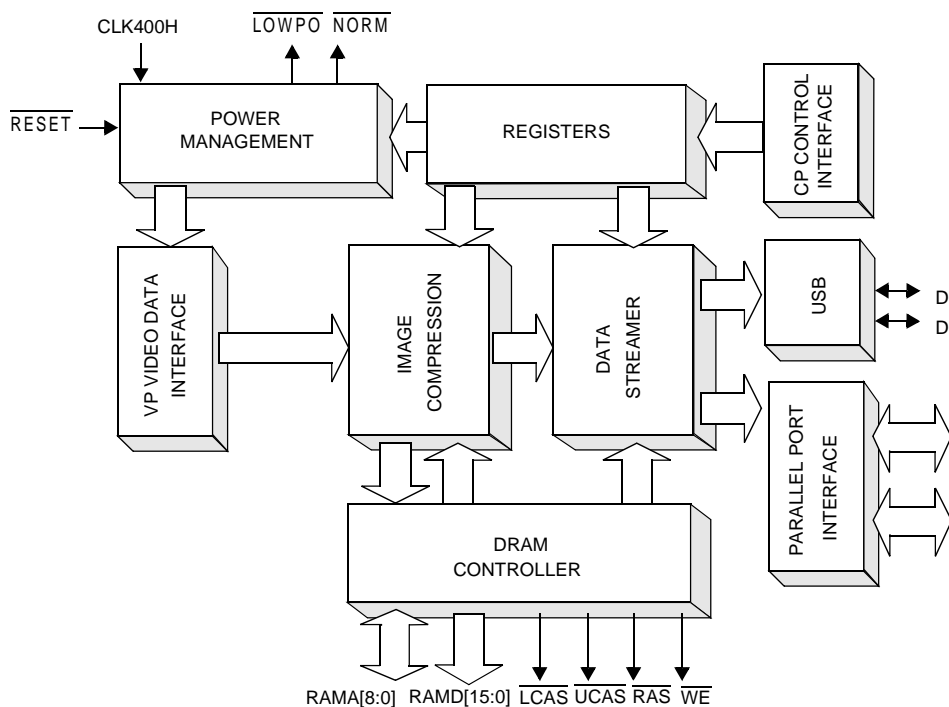 CLK400H
LOWPO NORM
RESET
POWER
MANAGEMENT
REGISTERS
CP CONTROL
INTERFACE
VP VIDEO DATA
INTERFACE
IMAGE
COMPRESSION
DATA
STREAMER
USB
D
D
PARALLEL PORT
INTERFACE
DRAM
CONTROLLER
RAMA[8:0] RAMD[15:0] LCAS UCAS RAS WE